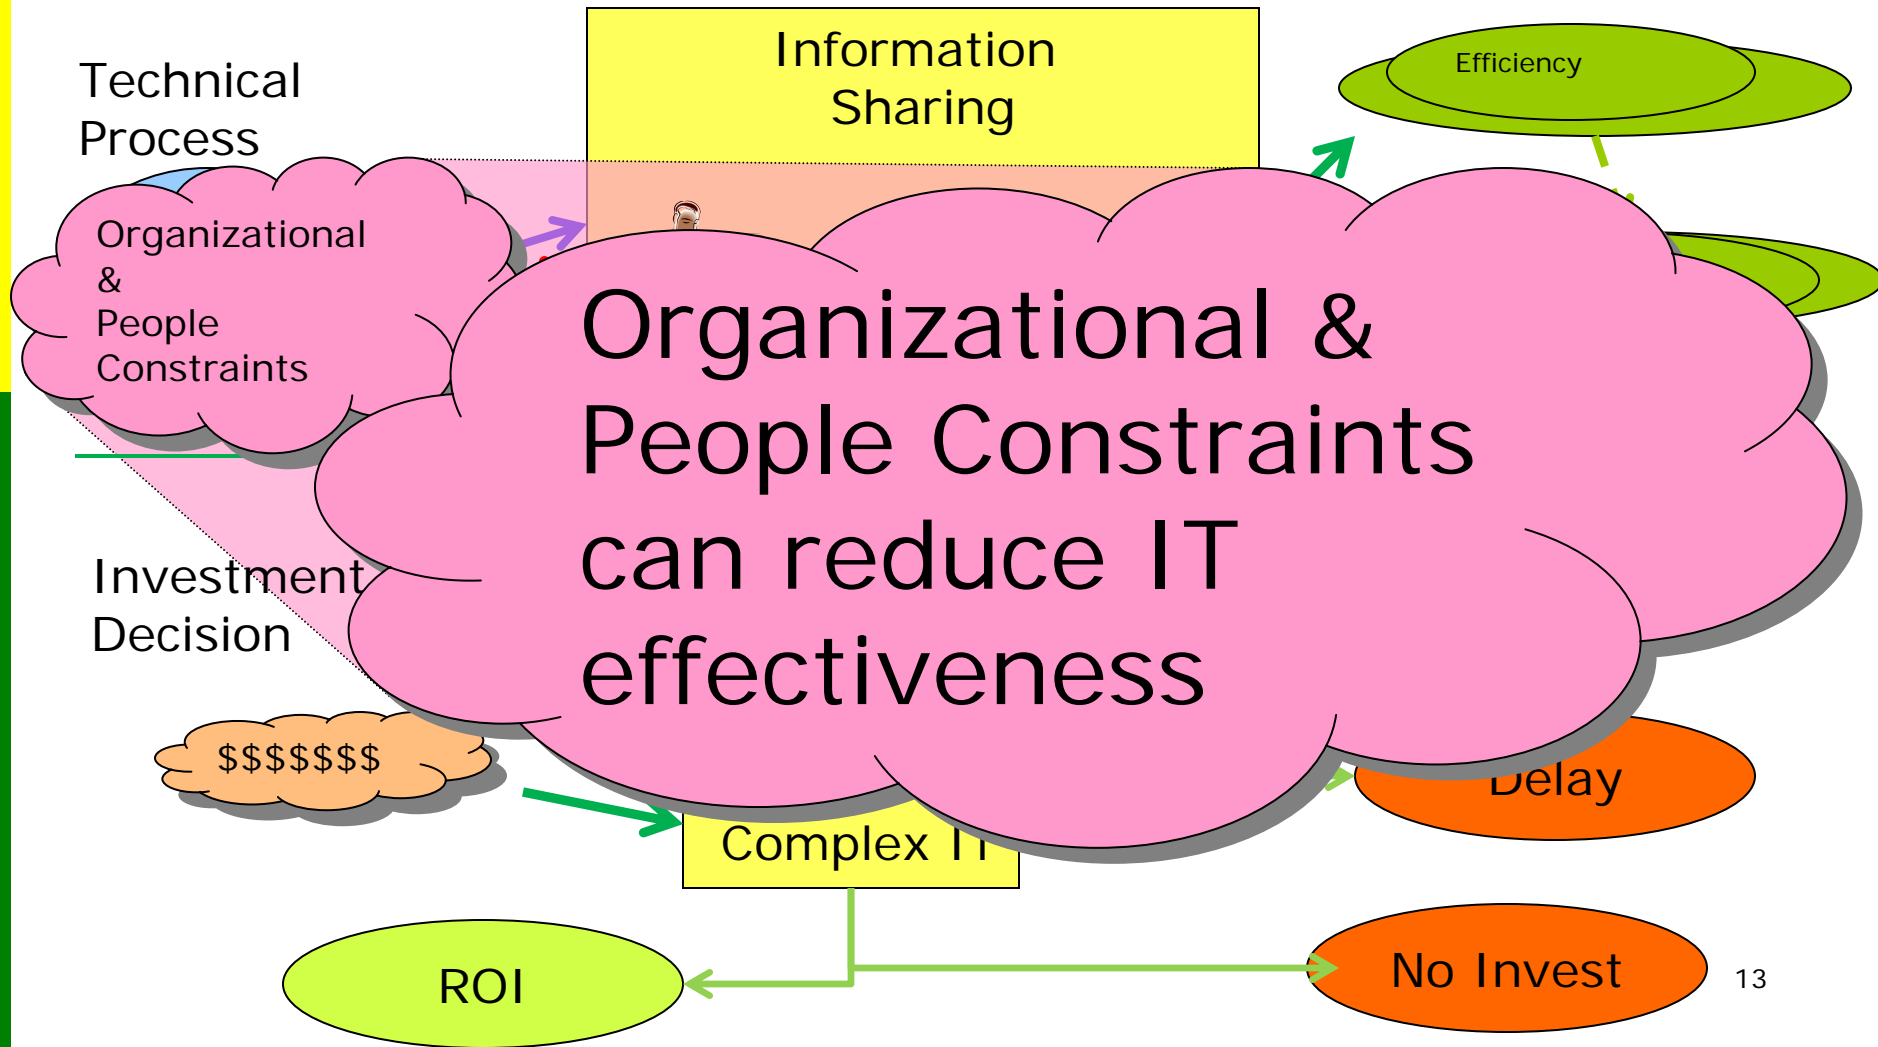 Technical
Process
Information
Sharing
Efficiency
Organizational
&
People
Constraints
Organizational &
People Constraints
can reduce IT
effectiveness
Investment
Decision
$$$$$$$
Delay
Complex IT
ROI
No Invest
13